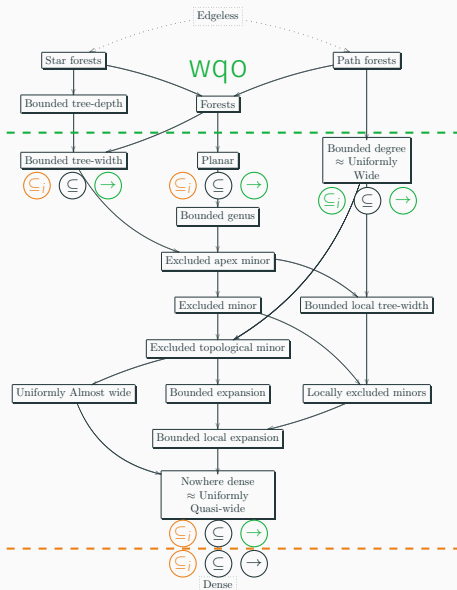 Edgeless
Star forests
wqo
Path forests
Bounded tree-depth
Forests
Bounded tree-width
Planar
Bounded degree
≈ Uniformly
Wide
⊆i ⊆ →
⊆i ⊆ →
⊆i ⊆ →
Bounded genus
Excluded apex minor
Excluded minor
Bounded local tree-width
Excluded topological minor
Uniformly Almost wide
Bounded expansion
Locally excluded minors
Bounded local expansion
Nowhere dense
≈ Uniformly
Quasi-wide
⊆i ⊆ →
⊆i ⊆ →
Dense